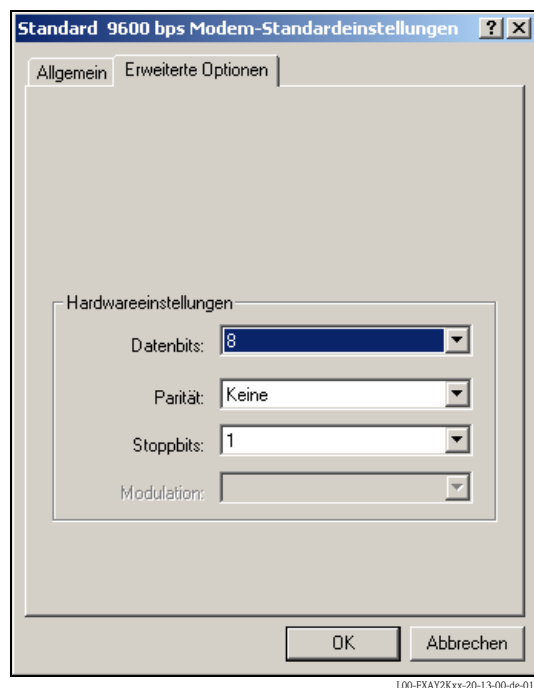 Standard 9600 bps Modem-Standardeinstellungen
Allgemein
Erweiterte Optionen
Hardwareeinstellungen
Datenbits: 8
Parität: Keine
Stoppbits: 1
Modulation:
OK Abbrechen
L00-FXAY2Kxx-20-13-00-de-01